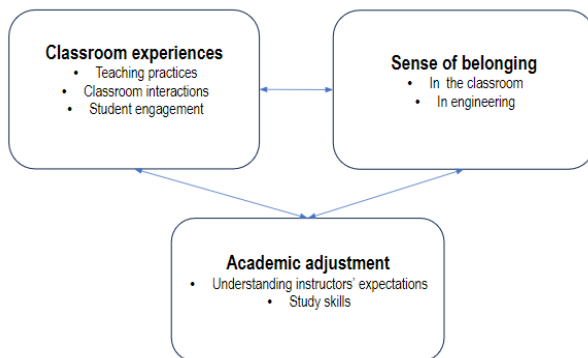 Classroom experiences
• Teaching practices
• Classroom interactions
• Student engagement
Sense of belonging
• In the classroom
• In engineering
Academic adjustment
• Understanding instructors' expectations
• Study skills